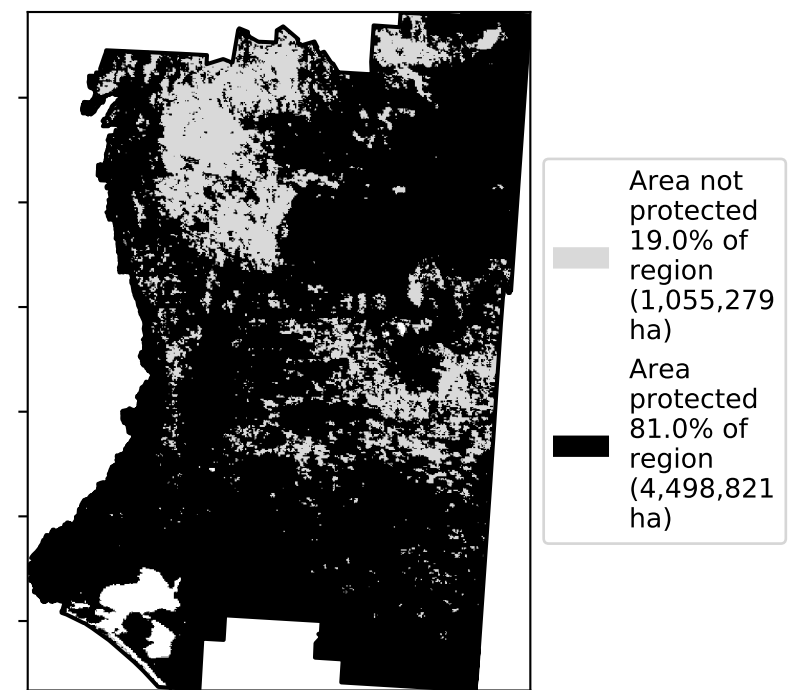 Area not
protected
19.0% of
region
(1,055,279
ha)
Area
protected
81.0% of
region
(4,498,821
ha)